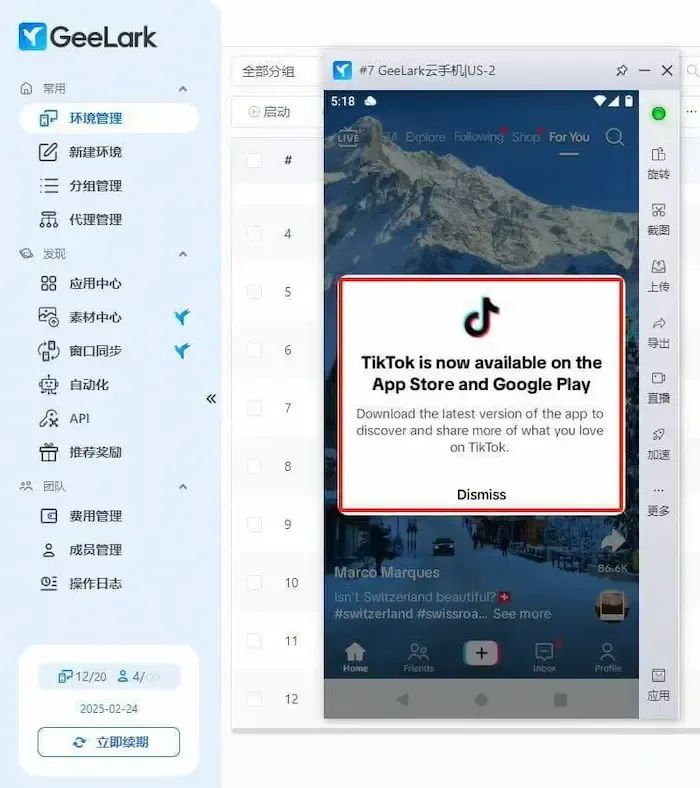 GeeLark
常用
环境管理
新建环境
分组管理
代理管理
发现
应用中心
素材中心
窗口同步
自动化
API
推荐奖励
团队
费用管理
成员管理
操作日志
12/20 4/∞
2025-02-24
立即续期
全部分组
启动
#
4
5
6
7
8
9
10
11
12
#7 GeeLark云手机|US-2
5:18
LIVE Explore Following Shop For You
TikTok is now available on the
App Store and Google Play
Download the latest version of the app to
discover and share more of what you love
on TikTok.
Dismiss
86.6K
Marco Marques
Isn't Switzerland beautiful?
#switzerland #swissroa... See more
Home Friends Inbox Profile
旋转
截图
上传
导出
直播
加速
更多
应用